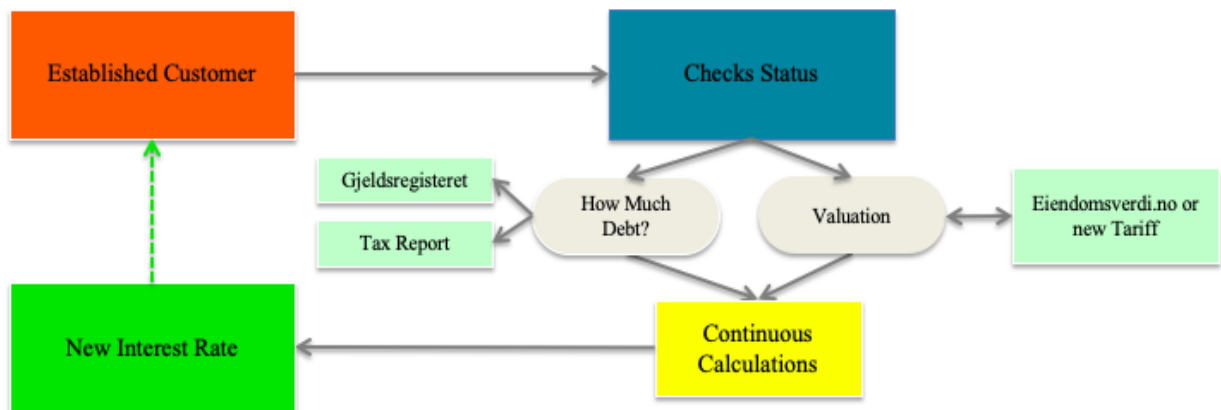 Established Customer
Checks Status
Gjeldsregisteret
Tax Report
How Much
Debt?
Valuation
Eiendomsverdi.no or
new Tariff
New Interest Rate
Continuous
Calculations